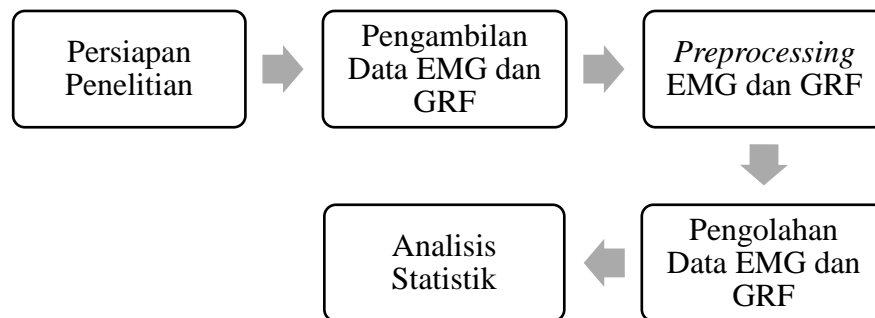 Persiapan
Penelitian
Pengambilan
Data EMG dan
GRF
Preprocessing
EMG dan GRF
Pengolahan
Data EMG dan
GRF
Analisis
Statistik